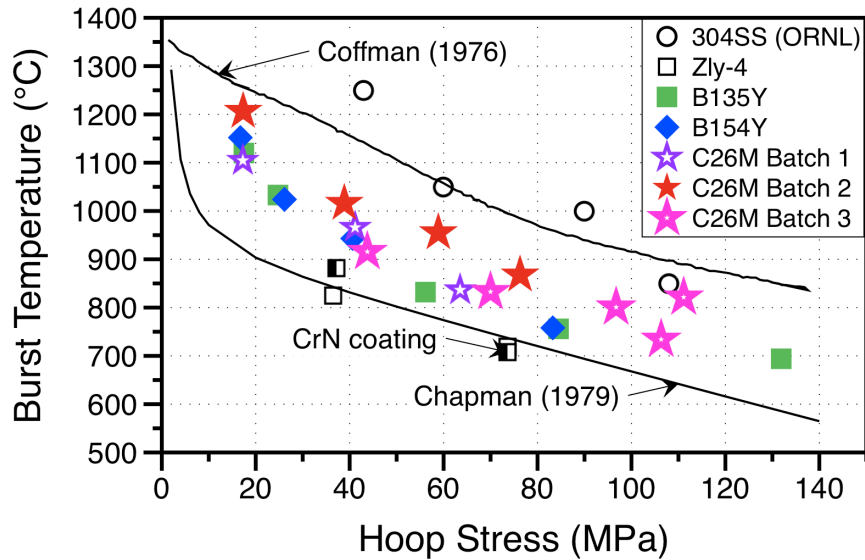 1400
1300
1200
1100
1000
900
800
700
600
500
Burst Temperature (°C)
0 20 40 60 80 100 120 140
Hoop Stress (MPa)
Coffman (1976)
CrN coating
Chapman (1979)
304SS (ORNL)
Zly-4
B135Y
B154Y
C26M Batch 1
C26M Batch 2
C26M Batch 3